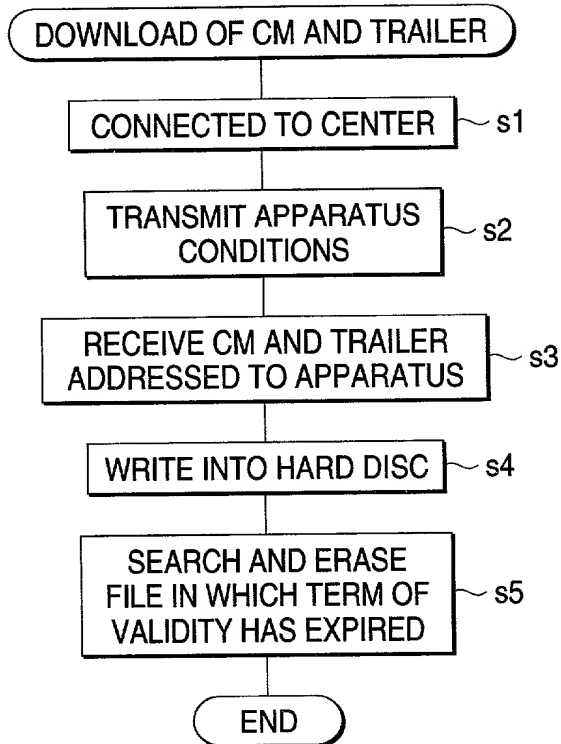 DOWNLOAD OF CM AND TRAILER
CONNECTED TO CENTER
s1
TRANSMIT APPARATUS
CONDITIONS
s2
RECEIVE CM AND TRAILER
ADDRESSED TO APPARATUS
s3
WRITE INTO HARD DISC
s4
SEARCH AND ERASE
FILE IN WHICH TERM OF
VALIDITY HAS EXPIRED
s5
END